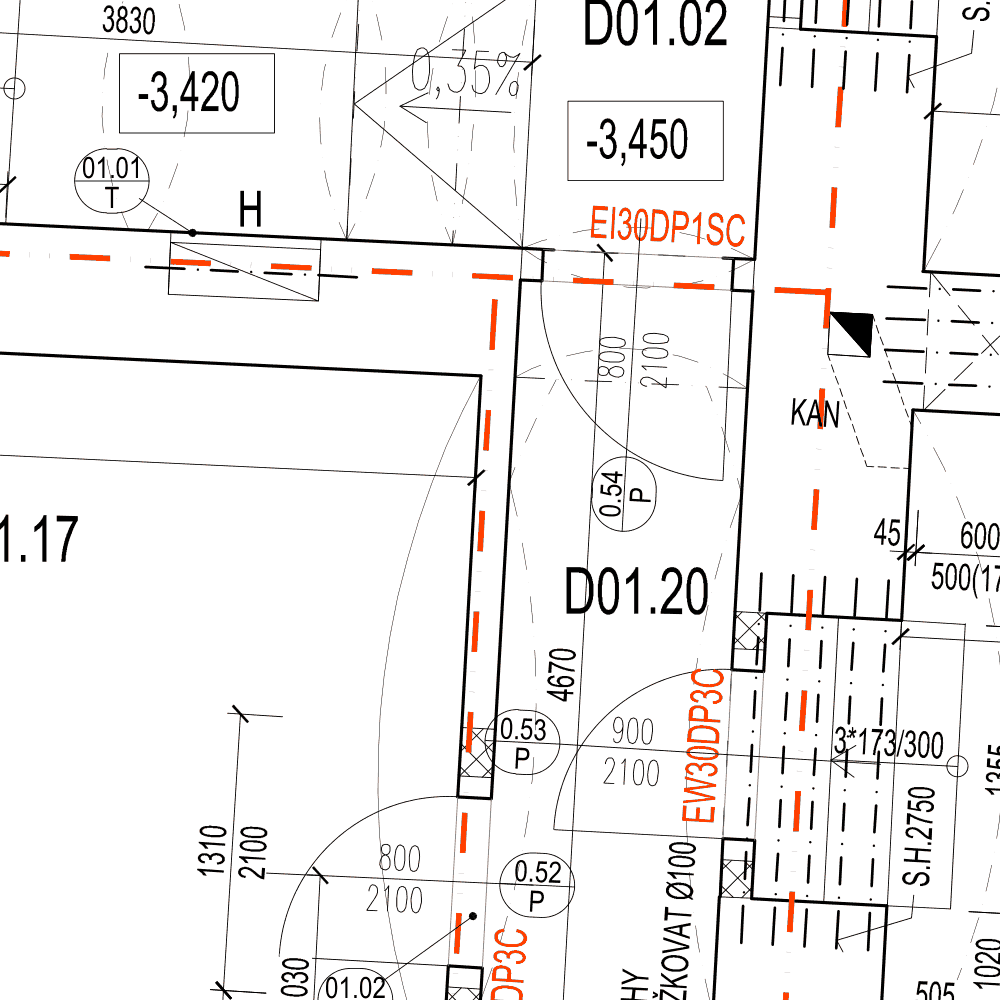 3830
D01.02
S.
0,35%
-3,420
-3,450
01.01
T
H
EI30DP1SC
800
2100
KAN
0.54
P
1.17
45
600
500(17
D01.20
4670
EW30DP3C
0.53
P
900
2100
3*173/300
1355
S.H.2750
1310
2100
800
2100
0.52
P
ŽKOVAT Ø100
HY
DP3C
030
01.02
505
1020